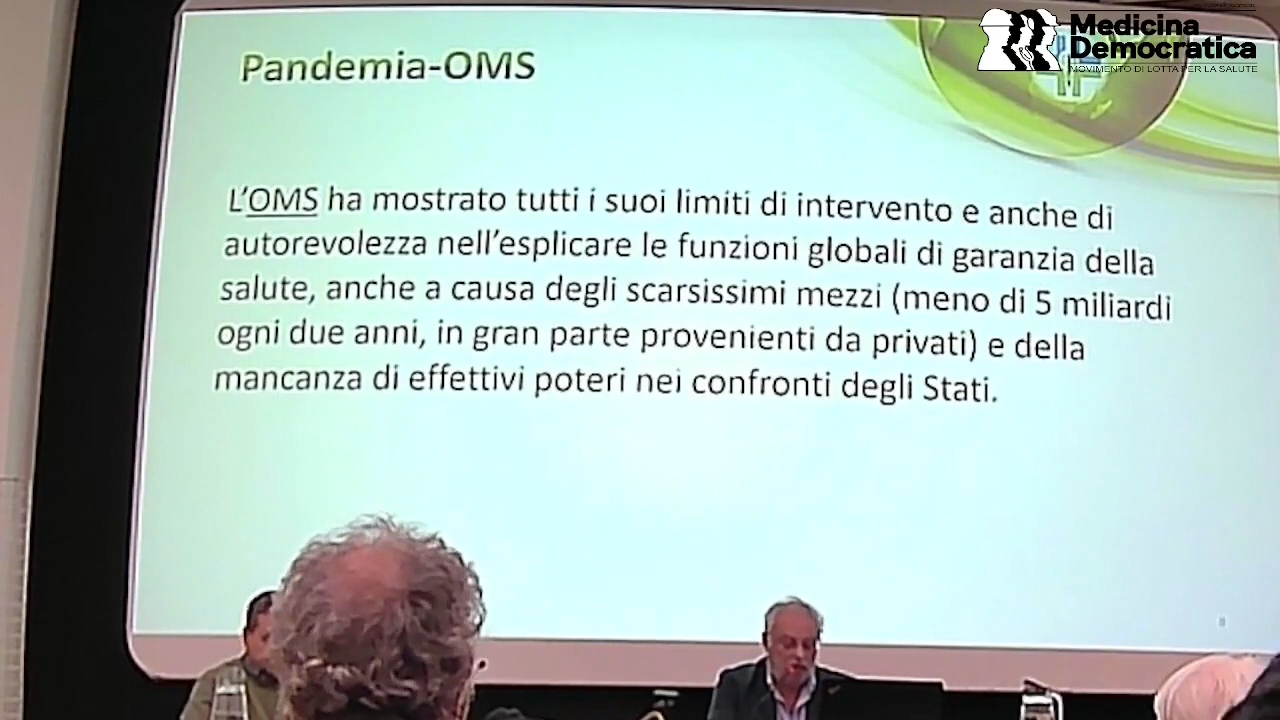 Medicina
Democratica
MOVIMENTO DI LOTTA PER LA SALUTE
Pandemia-OMS
L'OMS ha mostrato tutti i suoi limiti di intervento e anche di
autorevolezza nell'esplicare le funzioni globali di garanzia della
salute, anche a causa degli scarsissimi mezzi (meno di 5 miliardi
ogni due anni, in gran parte provenienti da privati) e della
mancanza di effettivi poteri nei confronti degli Stati.